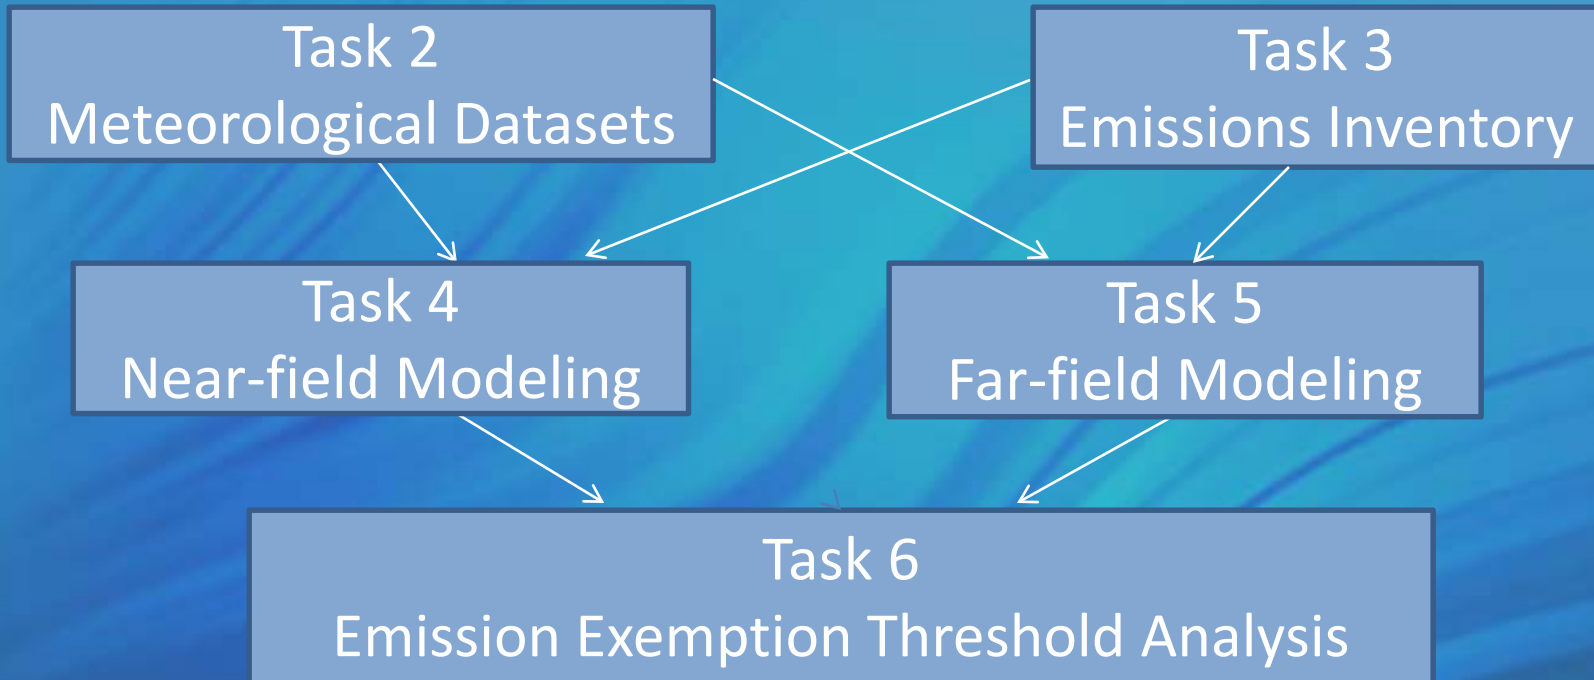 Task 2
Meteorological Datasets
Task 3
Emissions Inventory
Task 4
Near-field Modeling
Task 5
Far-field Modeling
Task 6
Emission Exemption Threshold Analysis